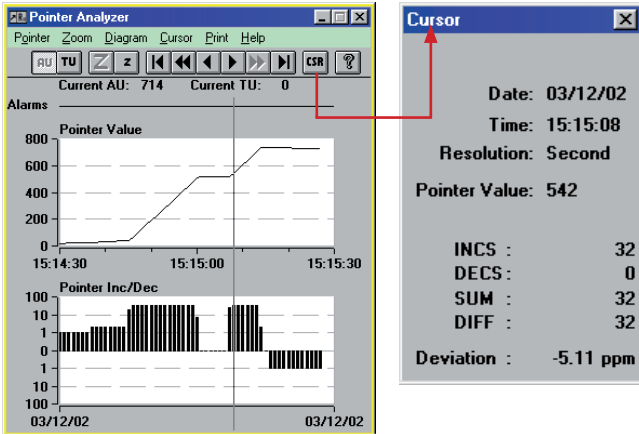 Pointer Analyzer
Pointer Zoom Diagram Cursor Print Help
AU TU Z z CSR ?
Current AU: 714 Current TU: 0
Alarms
Pointer Value
800
600
400
200
0
15:14:30 15:15:00 15:15:30
Pointer Inc/Dec
100
10
1
0
1
10
100
03/12/02 03/12/02
Cursor
Date: 03/12/02
Time: 15:15:08
Resolution: Second
Pointer Value: 542
INCS : 32
DECS : 0
SUM : 32
DIFF : 32
Deviation : -5.11 ppm